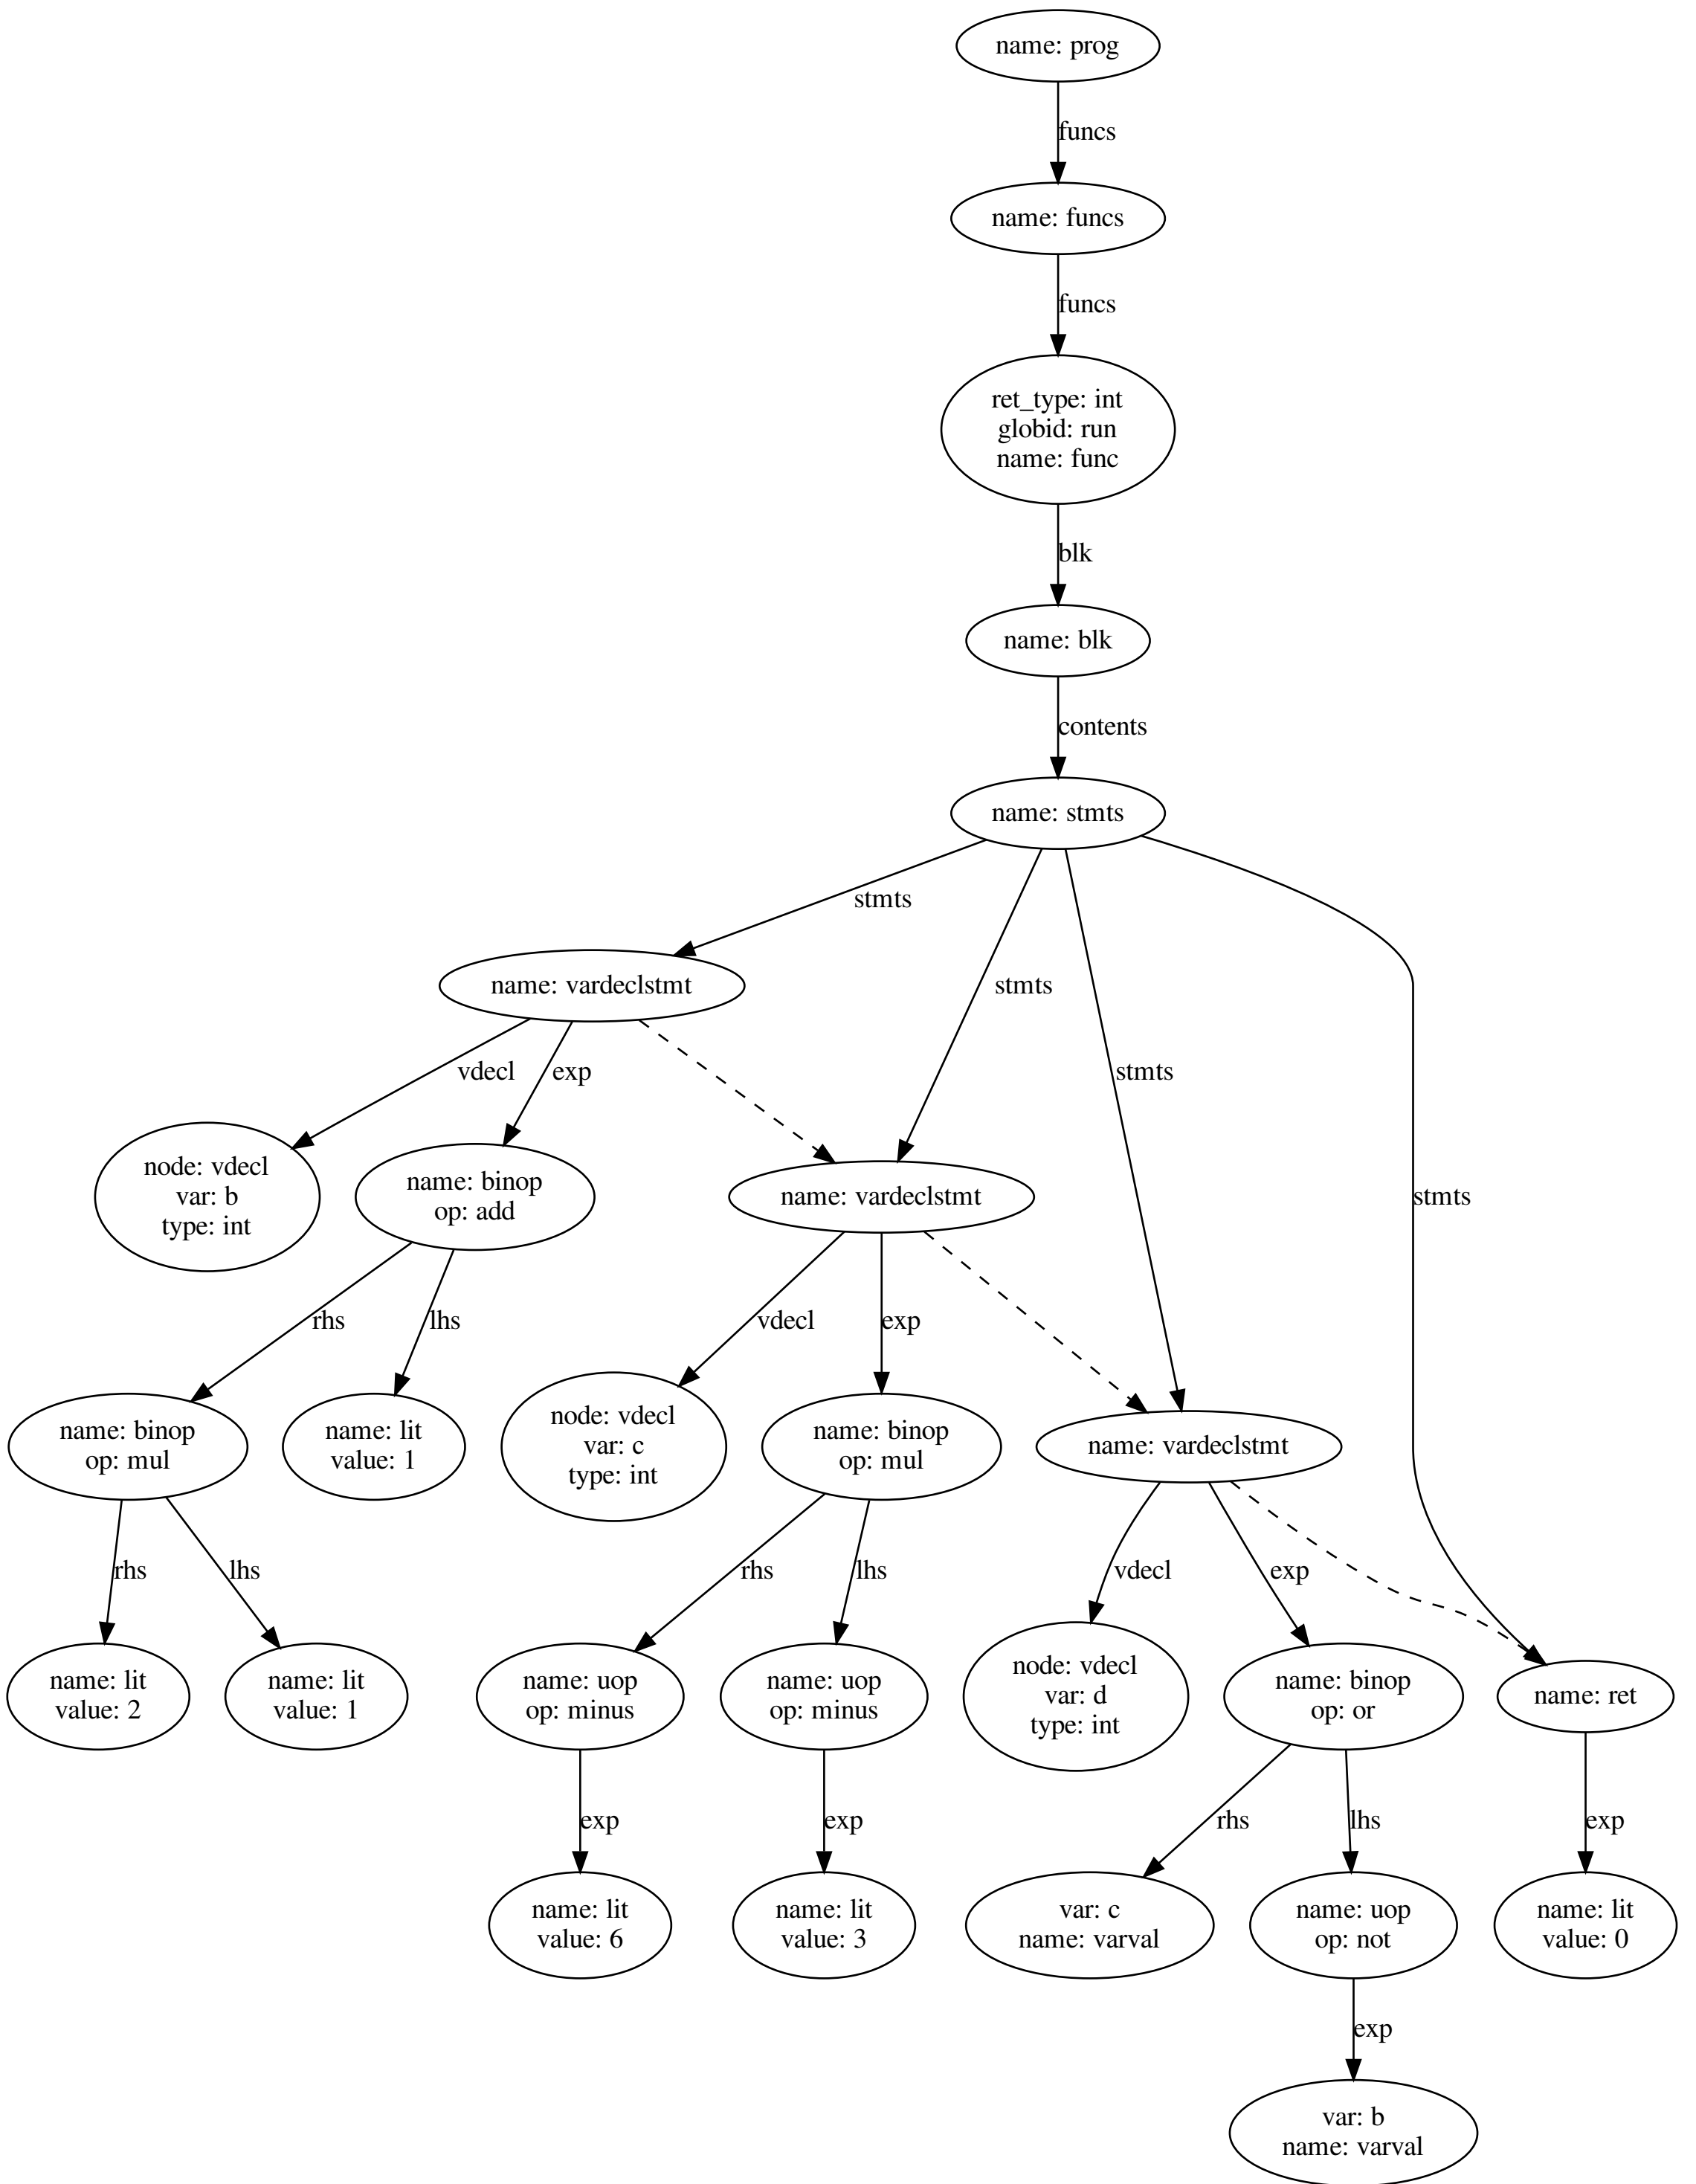 name: prog
funcs
name: funcs
funcs
ret_type: int
globid: run
name: func
blk
name: blk
contents
name: stmts
stmts
name: vardeclstmt
stmts
vdecl
exp
stmts
node: vdecl
var: b
type: int
name: binop
op: add
name: vardeclstmt
stmts
rhs
lhs
vdecl
exp
name: binop
op: mul
name: lit
value: 1
node: vdecl
var: c
type: int
name: binop
op: mul
name: vardeclstmt
rhs
lhs
rhs
lhs
vdecl
exp
name: lit
value: 2
name: lit
value: 1
name: uop
op: minus
name: uop
op: minus
node: vdecl
var: d
type: int
name: binop
op: or
name: ret
exp
exp
rhs
lhs
exp
name: lit
value: 6
name: lit
value: 3
var: c
name: varval
name: uop
op: not
name: lit
value: 0
exp
var: b
name: varval